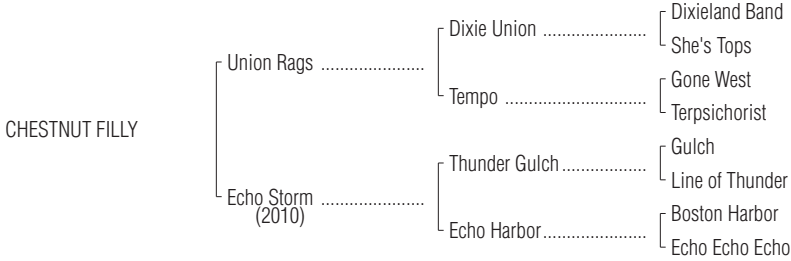 Dixieland Band
Dixie Union ......................
She's Tops
Union Rags ......................
Gone West
Tempo ..............................
Terpsichorist
CHESTNUT FILLY
Gulch
Thunder Gulch..................
Line of Thunder
Echo Storm ......................
(2010)
Boston Harbor
Echo Harbor......................
Echo Echo Echo